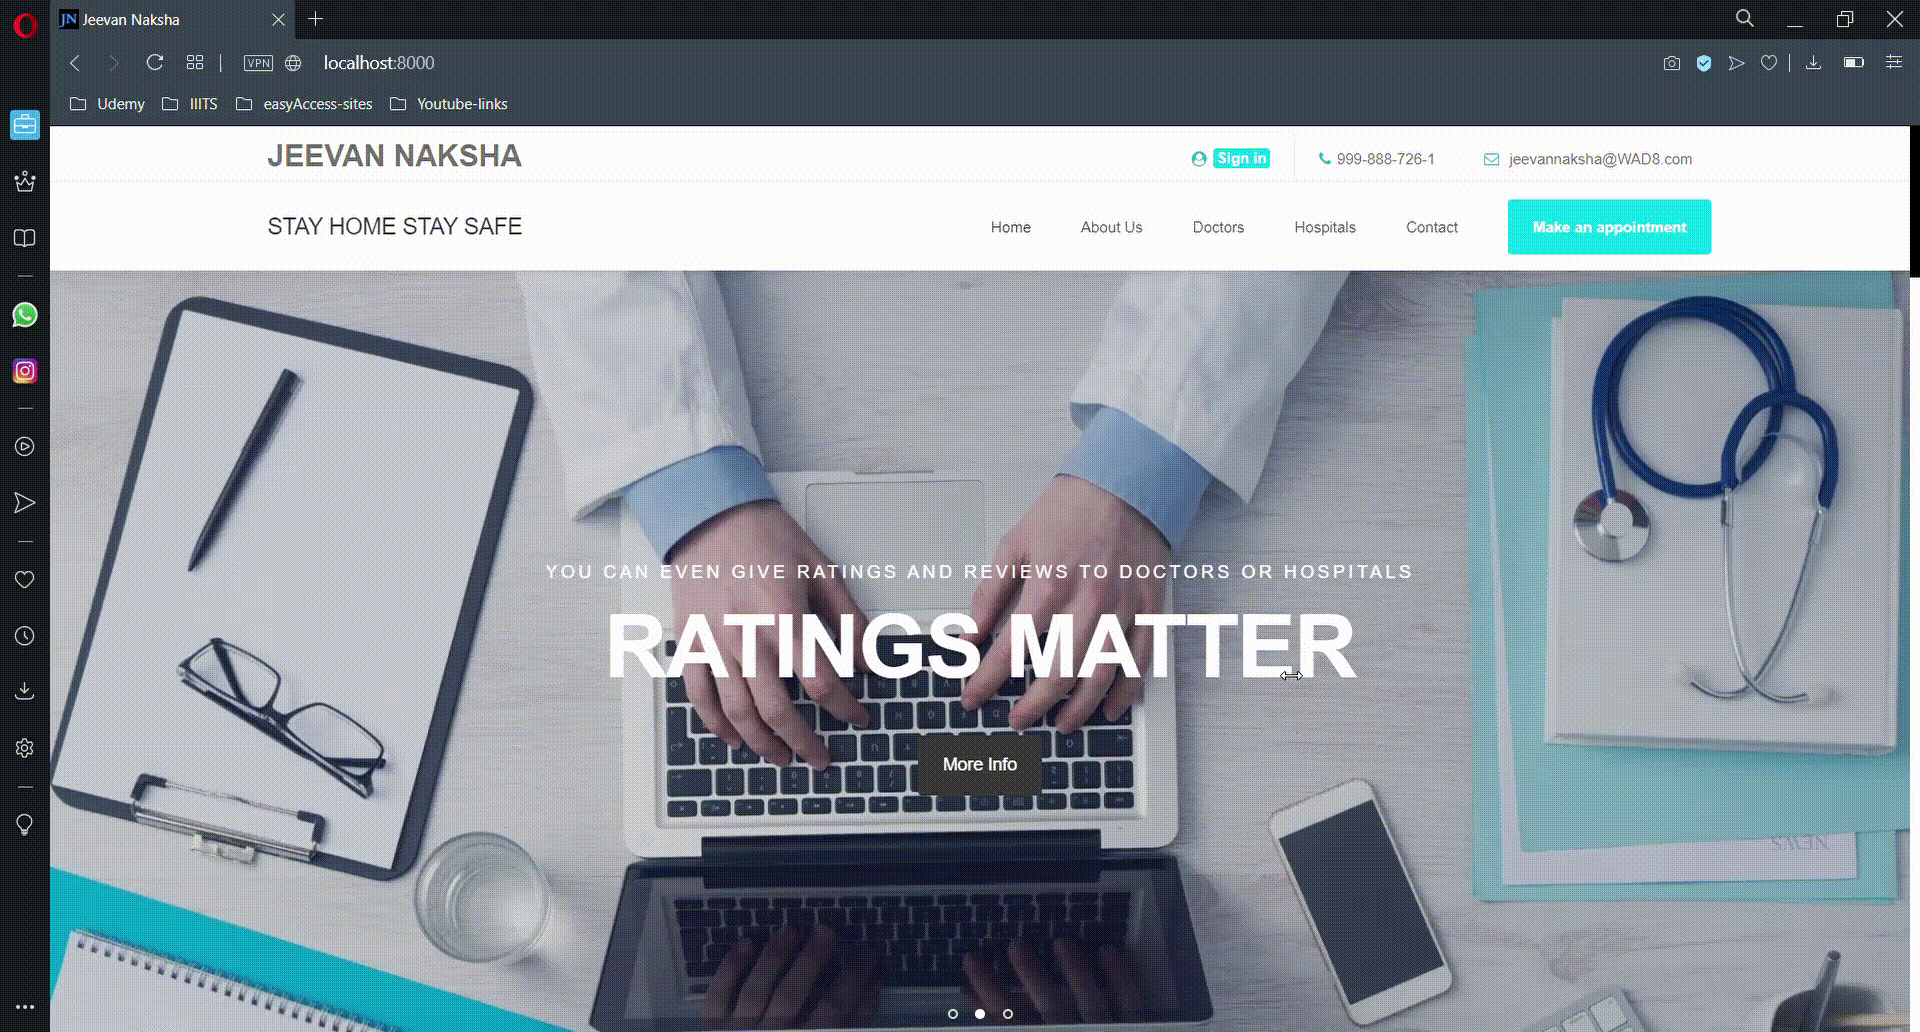 JN Jeevan Naksha
VPN localhost:8000
Udemy IIITS easyAccess-sites Youtube-links
JEEVAN NAKSHA
Sign in 999-888-726-1 jeevannaksha@WAD8.com
STAY HOME STAY SAFE
Home About Us Doctors Hospitals Contact Make an appointment
YOU CAN EVEN GIVE RATINGS AND REVIEWS TO DOCTORS OR HOSPITALS
RATINGS MATTER
More Info
NEWS